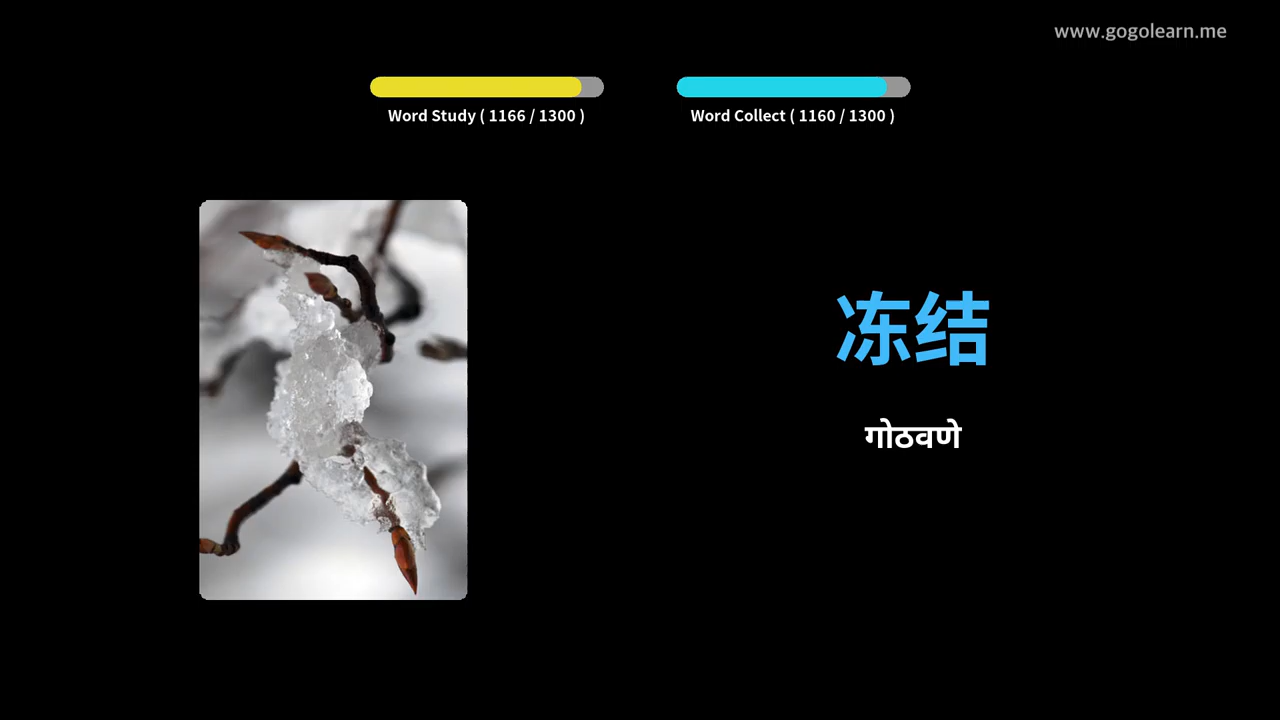 www.gogolearn.me
Word Study ( 1166 / 1300 )
Word Collect ( 1160 / 1300 )
冻结
गोठवणे